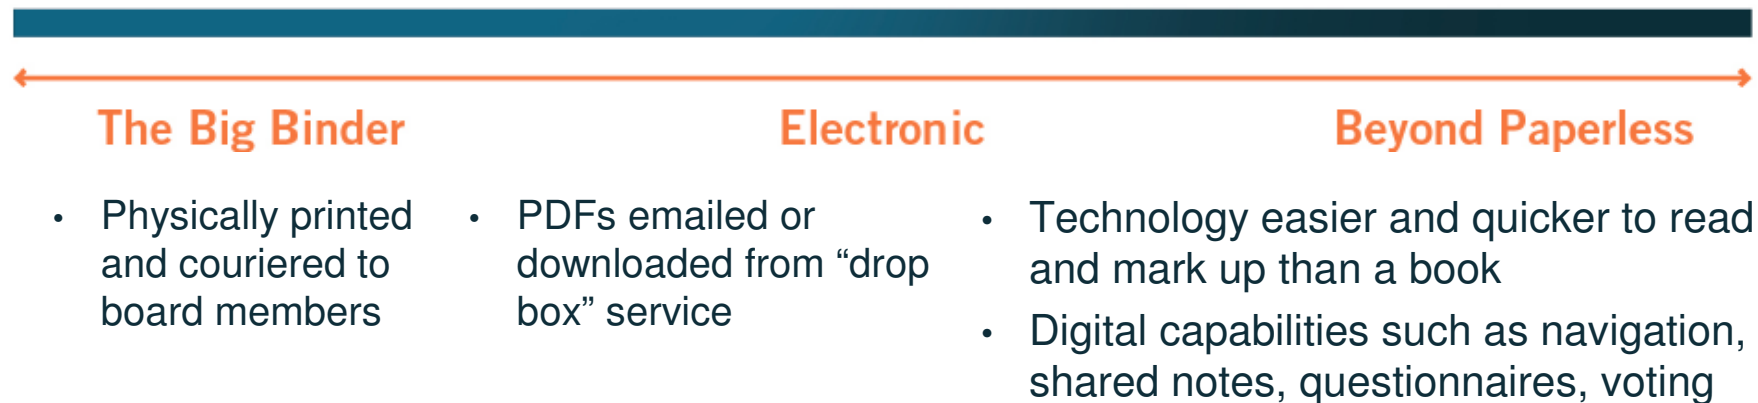 The Big Binder
Electronic
Beyond Paperless
• Physically printed
and couriered to
board members
• PDFs emailed or
downloaded from “drop
box” service
• Technology easier and quicker to read
and mark up than a book
• Digital capabilities such as navigation,
shared notes, questionnaires, voting